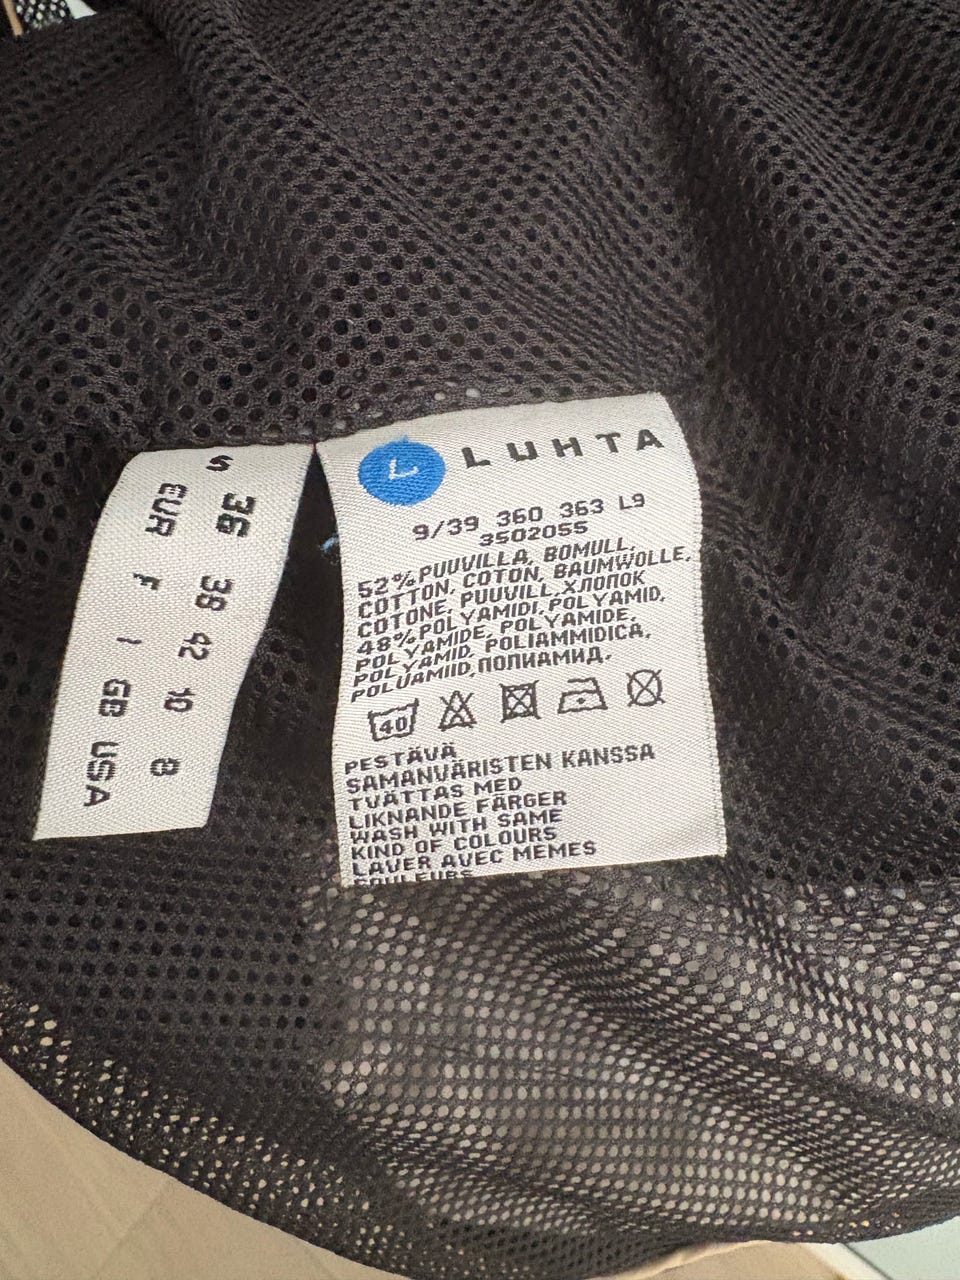 S
36 38 42 10 8
EUR F I GB USA
L LUHTA
9/39 360 363 L9
3502055
52%PUUVILLA, BOMULL,
COTTON, COTON, BAUMWOLLE,
COTONE, PUUVILL,ХЛОПОК
48%POLYAMIDI,POLYAMID,
POLYAMIDE, POLYAMIDE,
POLYAMID, POLIAMMIDICA,
POLUAMIID,ПОЛИАМИД.
40
PESTÄVÄ
SAMANVÄRISTEN KANSSA
TVÄTTAS MED
LIKNANDE FÄRGER
WASH WITH SAME
KIND OF COLOURS
LAVER AVEC MEMES
COULEURS